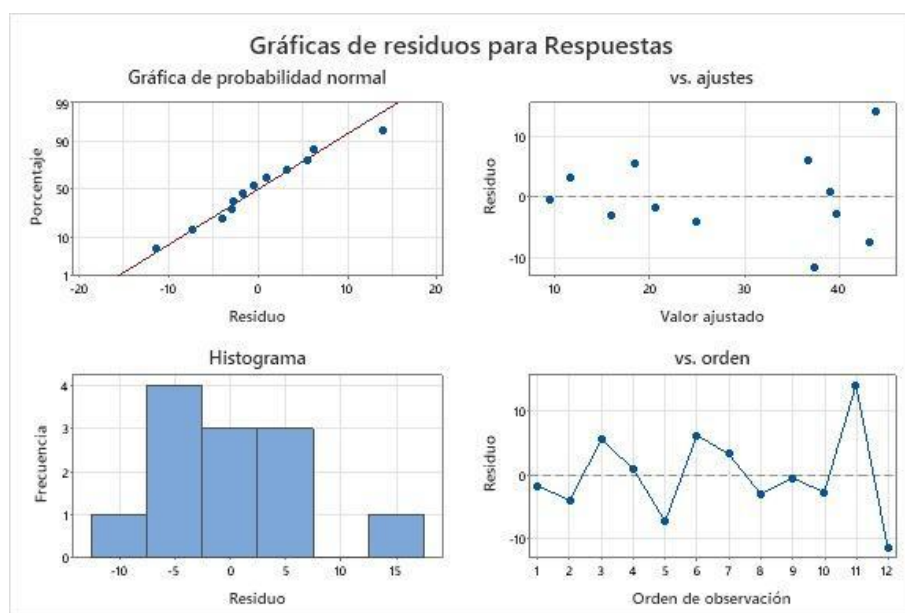 Gráficas de residuos para Respuestas
Gráfica de probabilidad normal
99
90
50
10
1
Porcentaje
-20 -10 0 10 20
Residuo
vs. ajustes
10
0
-10
Residuo
10 20 30 40
Valor ajustado
Histograma
4
3
2
1
0
Frecuencia
-10 -5 0 5 10 15
Residuo
vs. orden
10
0
-10
Residuo
1 2 3 4 5 6 7 8 9 10 11 12
Orden de observación